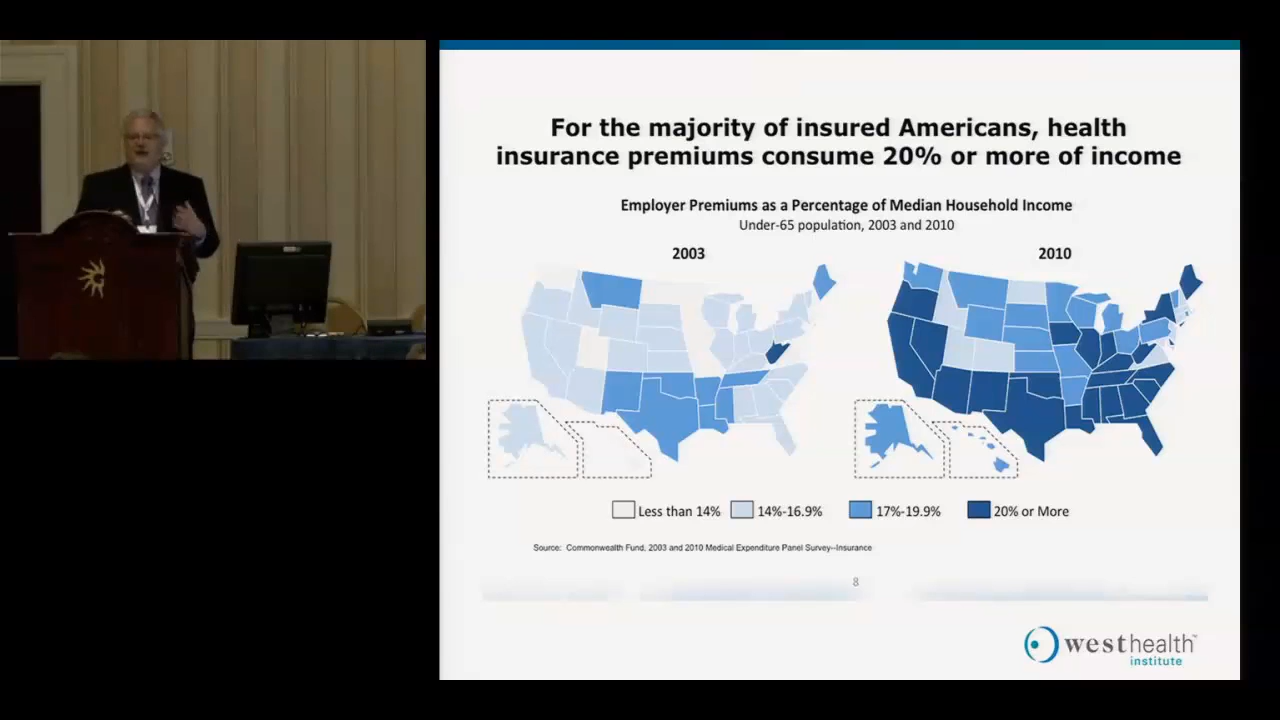 For the majority of insured Americans, health
insurance premiums consume 20% or more of income
Employer Premiums as a Percentage of Median Household Income
Under-65 population, 2003 and 2010
2003
2010
Less than 14%
14%-16.9%
17%-19.9%
20% or More
Source: Commonwealth Fund, 2003 and 2010 Medical Expenditure Panel Survey--Insurance
8
westhealth™
institute